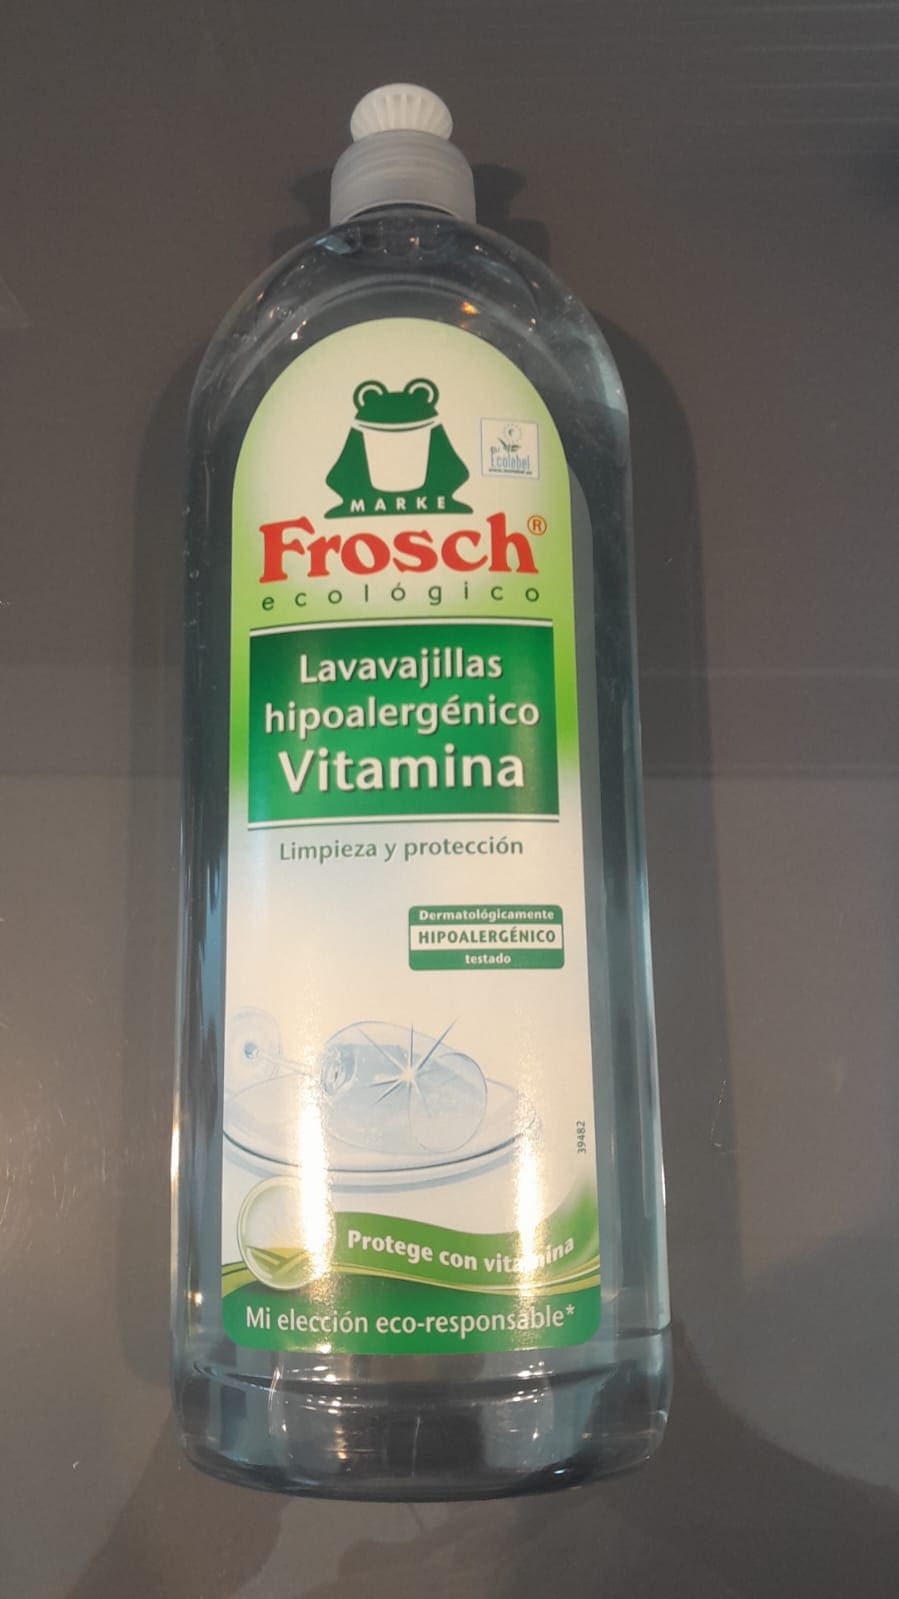 MARKE
Frosch®
ecológico
Ecolabel
Lavavajillas
hipoalergénico
Vitamina
Limpieza y protección
Dermatológicamente
HIPOALERGÉNICO
testado
39482
Protege con vitamina
Mi elección eco-responsable*